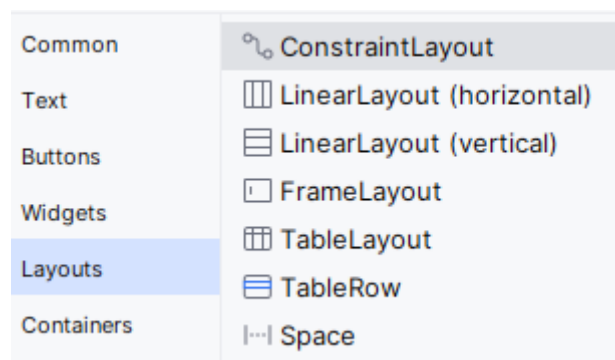 Common
Text
Buttons
Widgets
Layouts
Containers
ConstraintLayout
LinearLayout (horizontal)
LinearLayout (vertical)
FrameLayout
TableLayout
TableRow
Space